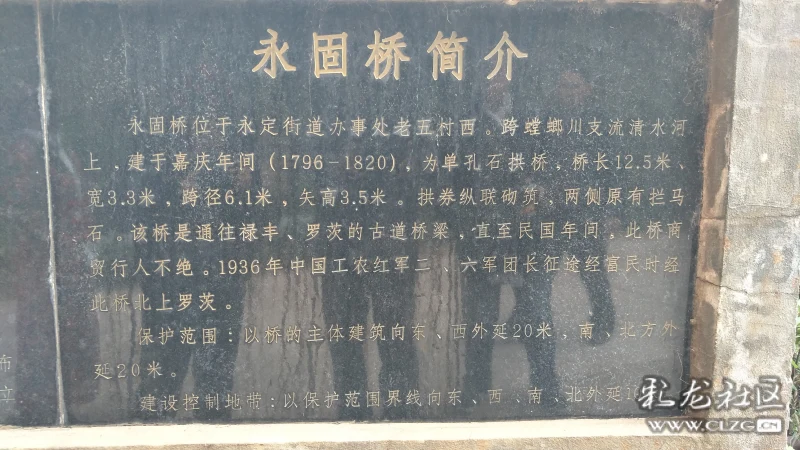 永固桥简介
永固桥位于永定街道办事处老五村西。跨螳螂川支流清水河
上、建于嘉庆年间(1796-1820),为单孔石拱桥,桥长12.5米、
宽3.3米,跨径6.1米,矢高3.5米。拱券纵联砌筑,两侧原有拦马
石。该桥是通往禄丰、罗茨的古道桥梁,直至民国年间,此桥商
贸行人不绝。1936年中国工农红军二、六军团长征途经富民时经
此桥北上罗茨。
保护范围:以桥的主体建筑向东、西外延20米,南、北方外
延20米。
建设控制地带:以保护范围界线向东、西、南、北外延
布
立
彩龙社区
WWW.CLZG.CN